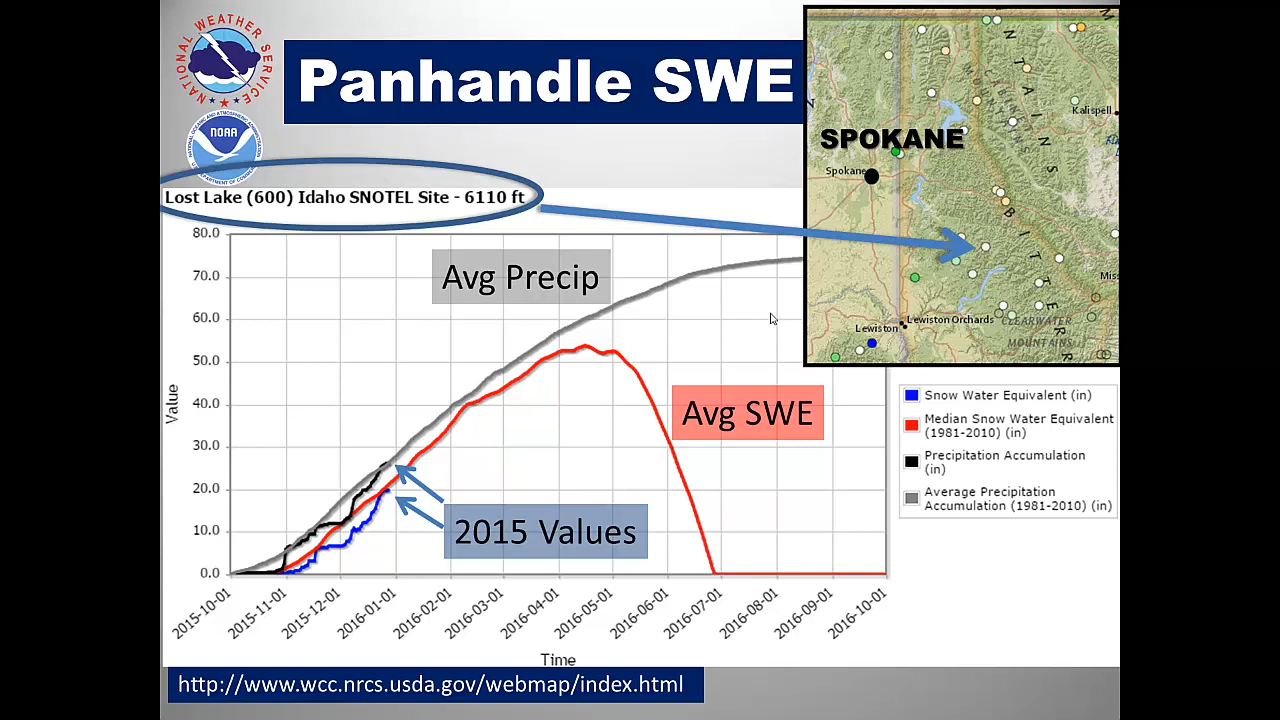 NATIONAL WEATHER SERVICE
NOAA
Panhandle SWE
SPOKANE
Spokane
Kalispell
Lewiston
Lewiston Orchards
CLEARWATER
MOUNTAINS
Lost Lake (600) Idaho SNOTEL Site - 6110 ft
Avg Precip
Avg SWE
2015 Values
Value
80.0
70.0
60.0
50.0
40.0
30.0
20.0
10.0
0.0
2015-10-01
2015-11-01
2015-12-01
2016-01-01
2016-02-01
2016-03-01
2016-04-01
2016-05-01
2016-06-01
2016-07-01
2016-08-01
2016-09-01
2016-10-01
Time
Snow Water Equivalent (in)
Median Snow Water Equivalent
(1981-2010) (in)
Precipitation Accumulation
(in)
Average Precipitation
Accumulation (1981-2010) (in)
http://www.wcc.nrcs.usda.gov/webmap/index.html